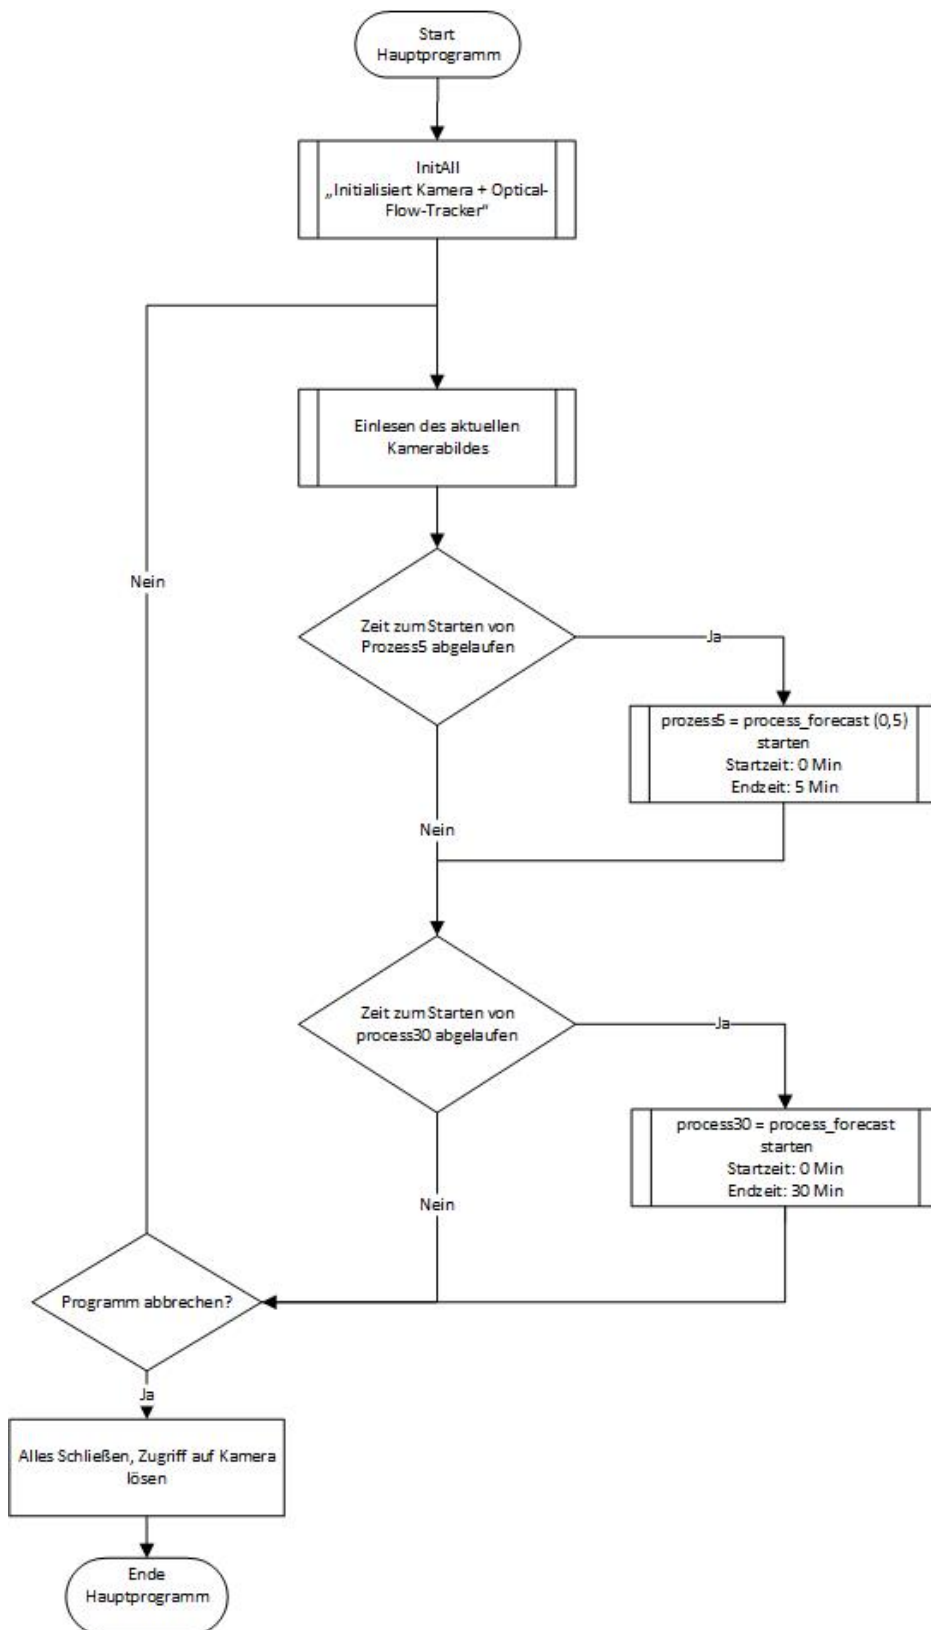 Start
Hauptprogramm
InitAll
„Initialisiert Kamera + Optical-
Flow-Tracker“
Einlesen des aktuellen
Kamerabildes
Nein
Zeit zum Starten von
Prozess5 abgelaufen
Ja
prozess5 = process_forecast (0,5)
starten
Startzeit: 0 Min
Endzeit: 5 Min
Nein
Zeit zum Starten von
process30 abgelaufen
Ja
process30 = process_forecast
starten
Startzeit: 0 Min
Endzeit: 30 Min
Nein
Programm abbrechen?
Ja
Alles Schließen, Zugriff auf Kamera
lösen
Ende
Hauptprogramm